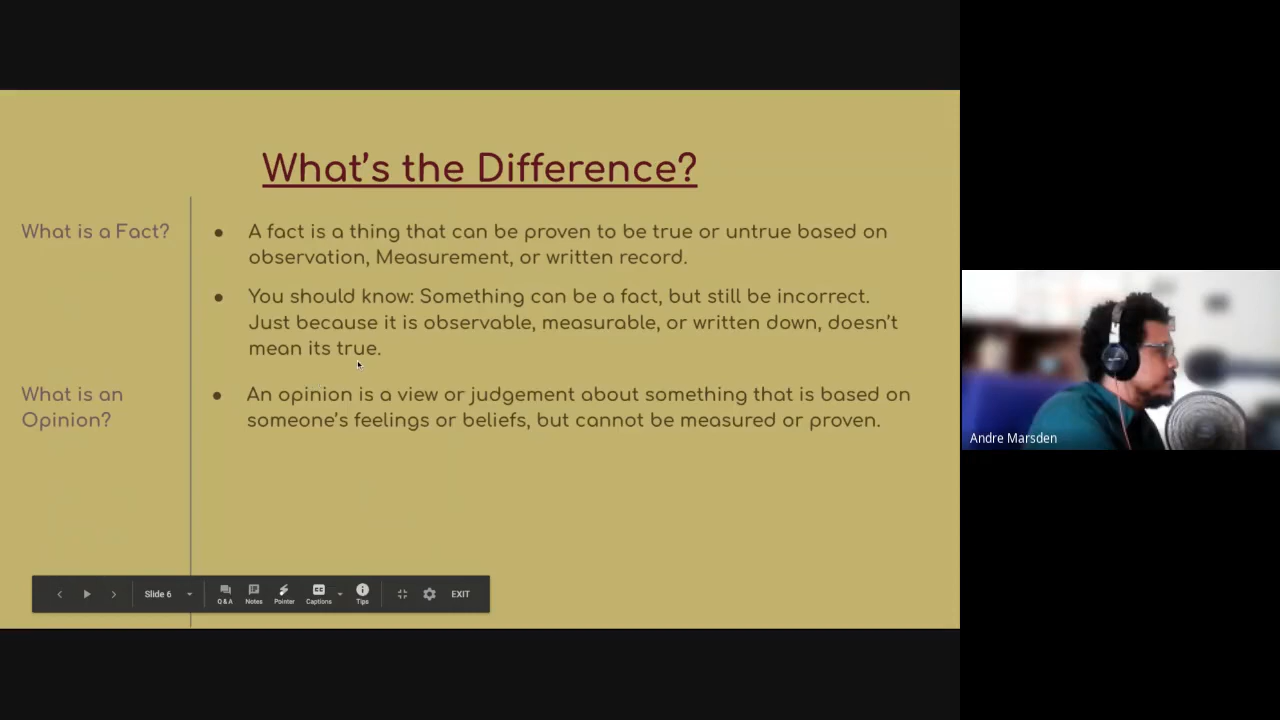 What's the Difference?
What is a Fact?
● A fact is a thing that can be proven to be true or untrue based on
observation, Measurement, or written record.
● You should know: Something can be a fact, but still be incorrect.
Just because it is observable, measurable, or written down, doesn't
mean its true.
What is an
Opinion?
● An opinion is a view or judgement about something that is based on
someone's feelings or beliefs, but cannot be measured or proven.
Slide 6
Q&A
Notes
Pointer
CC
Captions
Tips
EXIT
Andre Marsden